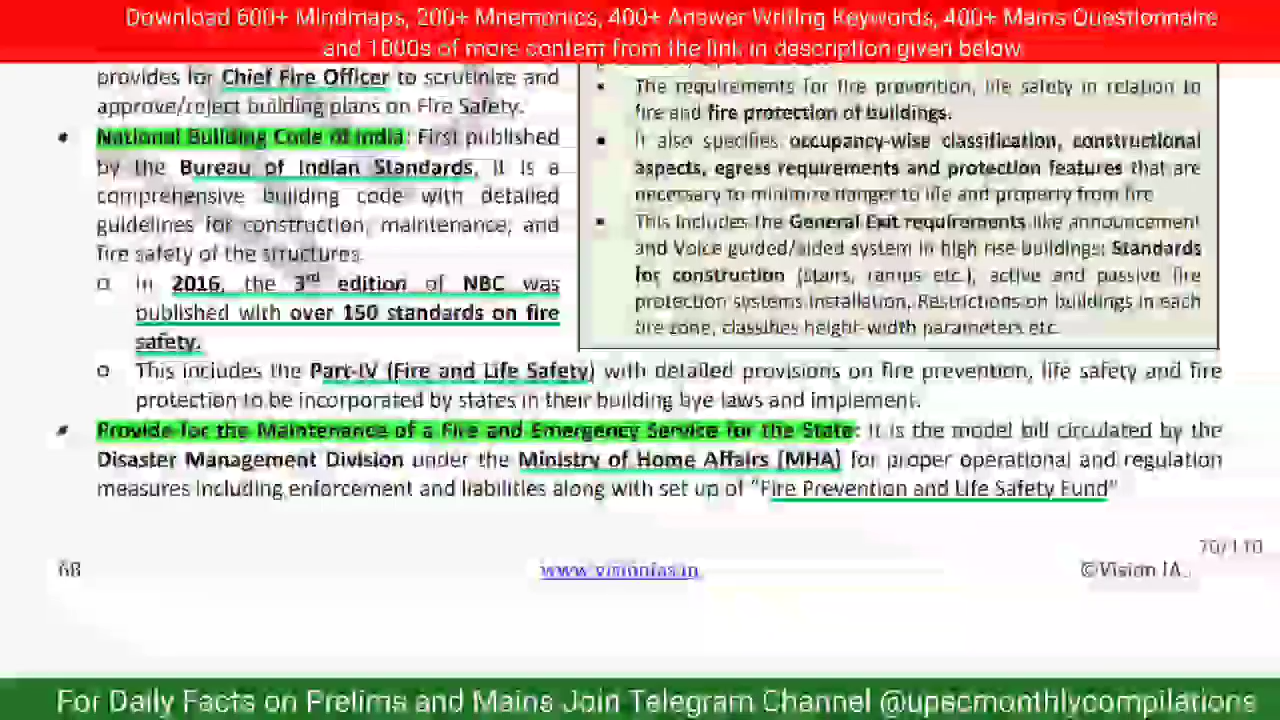 Download 600+ Mindmaps, 200+ Mnemonics, 400+ Answer Writing Keywords, 400+ Mains Questionnaire
and 1000s of more content from the link in description given below
provides for Chief Fire Officer to scrutinize and
approve/reject building plans on Fire Safety.
• National Building Code of India: First published
by the Bureau of Indian Standards, it is a
comprehensive building code with detailed
guidelines for construction, maintenance, and
fire safety of the structures.
o In 2016, the 3rd edition of NBC was
published with over 150 standards on fire
safety.
• The requirements for fire prevention, life safety in relation to
fire and fire protection of buildings.
• It also specifies occupancy-wise classification, constructional
aspects, egress requirements and protection features that are
necessary to minimize danger to life and property from fire
• This includes the General Exit requirements like announcement
and Voice guided/aided system in high rise buildings; Standards
for construction (stairs, ramps etc.), active and passive fire
protection systems installation, Restrictions on buildings in each
fire zone, classifies height-width parameters etc.
o This includes the Part-IV (Fire and Life Safety) with detailed provisions on fire prevention, life safety and fire
protection to be incorporated by states in their building bye laws and implement.
• Provide for the Maintenance of a Fire and Emergency Service for the State: It is the model bill circulated by the
Disaster Management Division under the Ministry of Home Affairs (MHA) for proper operational and regulation
measures including enforcement and liabilities along with set up of "Fire Prevention and Life Safety Fund"
70/110
68
www.visionias.in
©Vision IA
For Daily Facts on Prelims and Mains Join Telegram Channel @upscmonthlycompilations